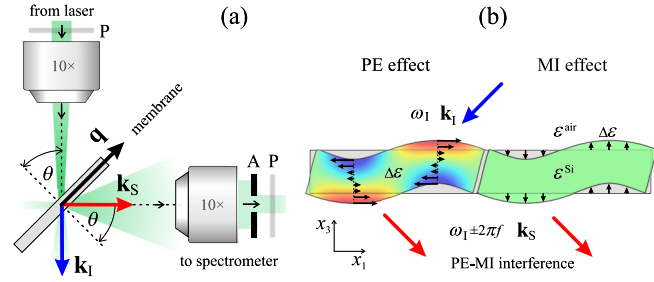 (a)
from laser
P
10×
membrane
q
θ
k_S
θ
k_I
10×
A P
to spectrometer
(b)
PE effect
MI effect
ω_I k_I
ε^air
Δε
Δε
ε^Si
x_3
x_1
ω_I±2πf k_S
PE-MI interference